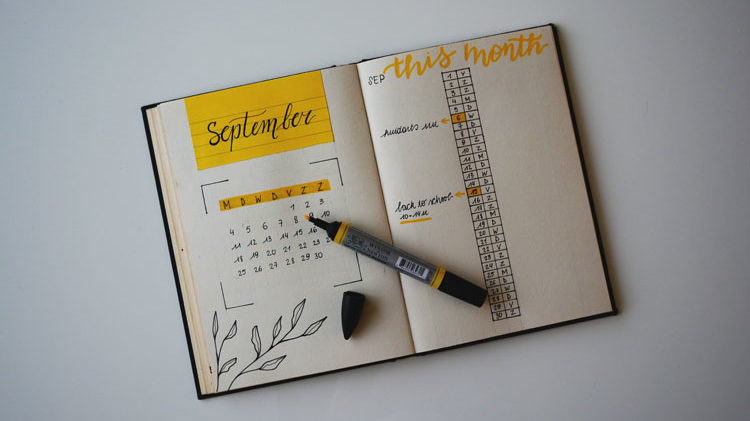 September
M D W D V Z Z
1 2 3
4 5 6 7 8 9 10
11 12 13 14 15 16
18 19 20 21 22 23
25 26 27 28 29 30
SEP this month
1 V
2 Z
3 Z
4 M
5 D
6 W
7 D
8 V
9 Z
10 Z
11 M
12 D
13 W
14 D
15 V
back to school
10-14u
16 Z
17 Z
18 M
19 D
20 W
21 D
22 V
23 Z
24 Z
25 M
26 D
27 W
28 D
29 V
30 Z